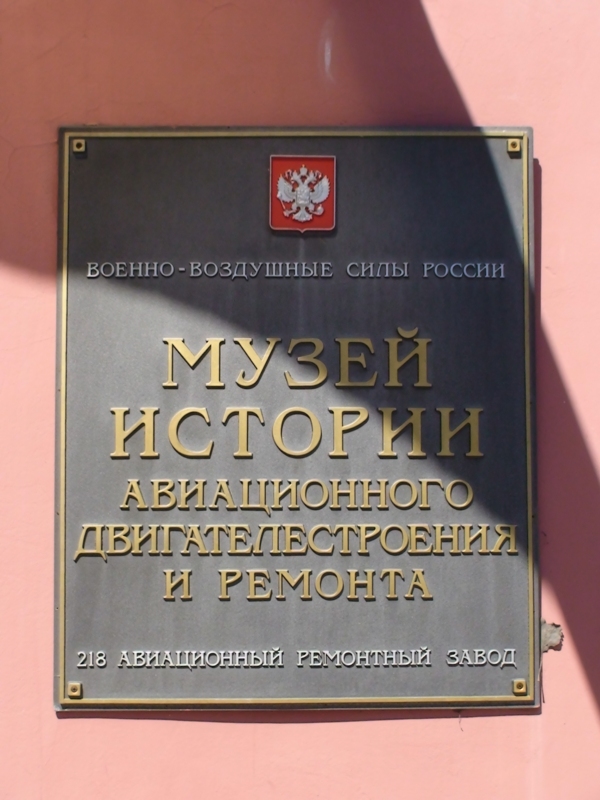 ВОЕННО-ВОЗДУШНЫЕ СИЛЫ РОССИИ
МУЗЕЙ
ИСТОРИИ
АВИАЦИОННОГО
ДВИГАТЕЛЕСТРОЕНИЯ
И РЕМОНТА
218 АВИАЦИОННЫЙ РЕМОНТНЫЙ ЗАВОД